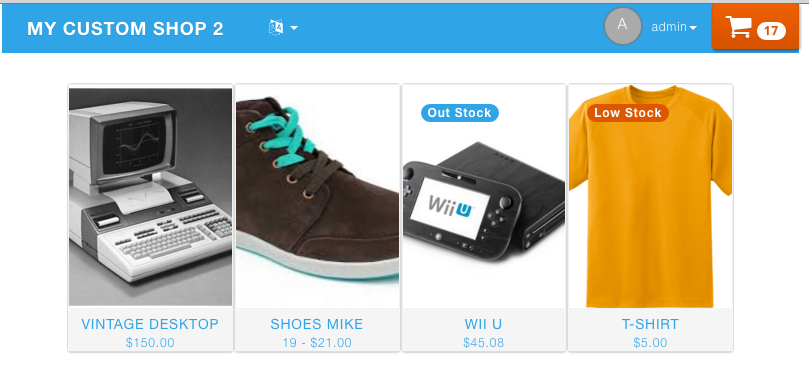 MY CUSTOM SHOP 2
A
admin
17
Out Stock
Low Stock
Wii U
VINTAGE DESKTOP
SHOES MIKE
WII U
T-SHIRT
$150.00
19 - $21.00
$45.08
$5.00